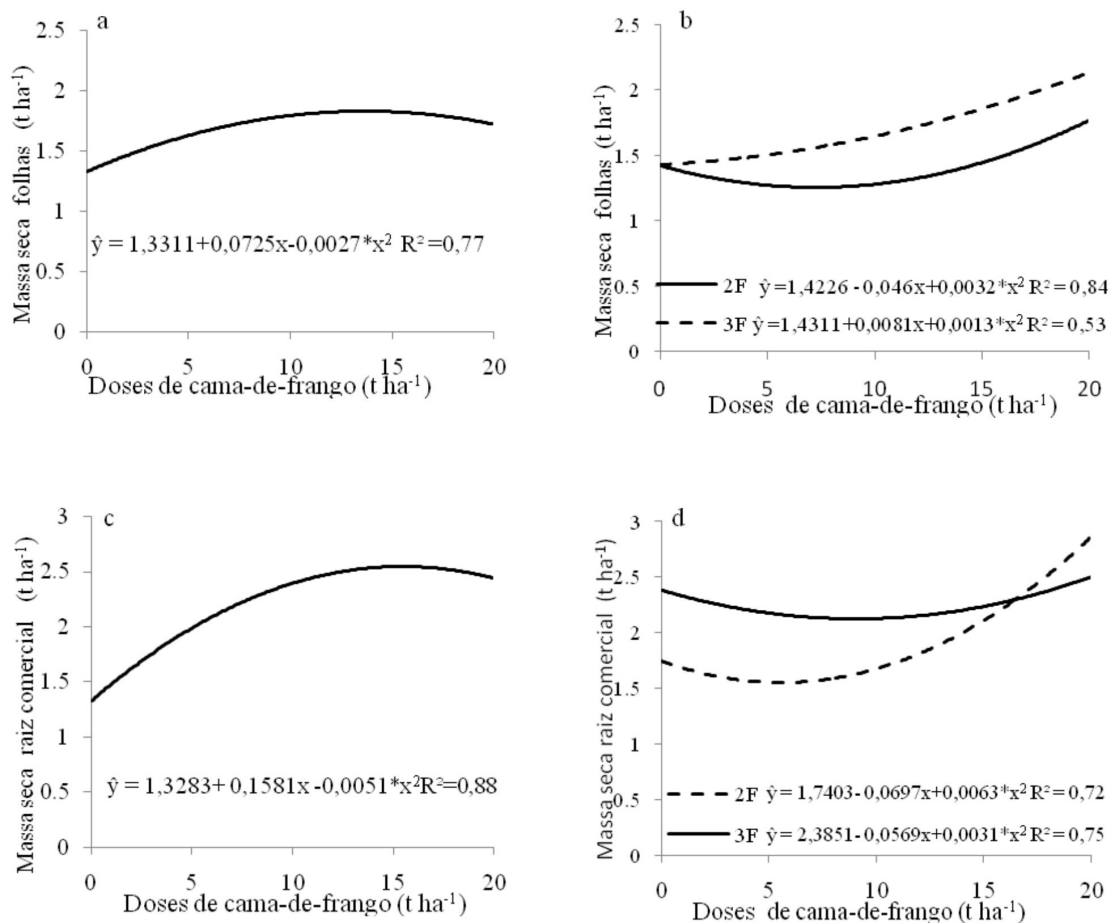 a
Massa seca folhas (t ha⁻¹)
2.5
2
1.5
1
0.5
0
ŷ = 1,3311+0,0725x-0,0027*x² R²=0,77
0 5 10 15 20
Doses de cama-de-frango (t ha⁻¹)
b
Massa seca folhas (t ha⁻¹)
2.5
2
1.5
1
0.5
0
2F ŷ=1,4226 - 0,046x+0,0032*x² R² = 0,84
3F ŷ=1,4311+0,0081x+0,0013*x² R² = 0,53
0 5 10 15 20
Doses de cama-de-frango (t ha⁻¹)
c
Massa seca raiz comercial (t ha⁻¹)
3
2.5
2
1.5
1
0.5
0
ŷ = 1,3283+ 0,1581x -0,0051*x²R²=0,88
0 5 10 15 20
Doses de cama-de-frango (t ha⁻¹)
d
Massa seca raiz comercial (t ha⁻¹)
3
2.5
2
1.5
1
0.5
0
2F ŷ = 1,7403- 0,0697x+0,0063*x² R² = 0,72
3F ŷ = 2,3851- 0,0569x+0,0031*x² R² = 0,75
0 5 10 15 20
Doses de cama-de-frango (t ha⁻¹)